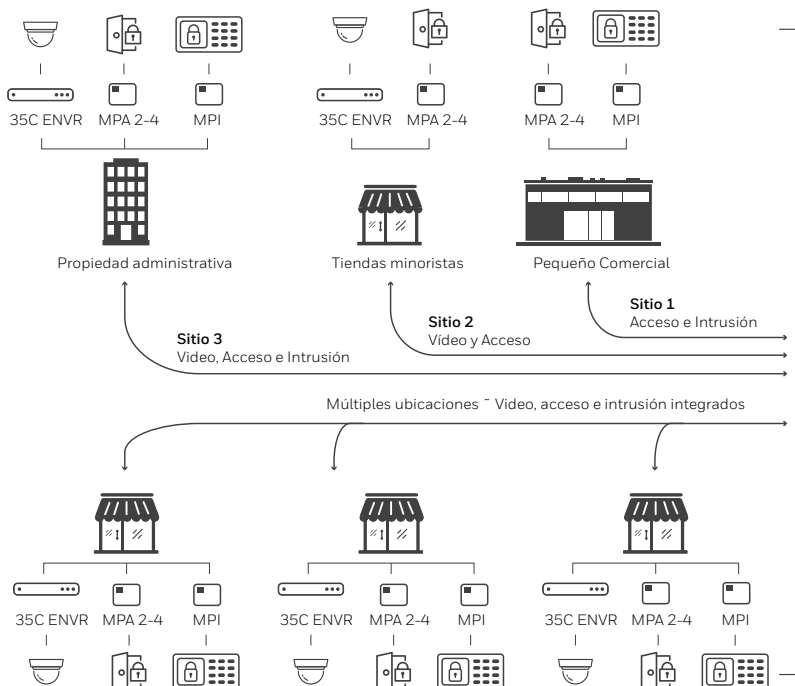 35C ENVR MPA 2-4 MPI
35C ENVR MPA 2-4
MPA 2-4 MPI
Propiedad administrativa
Tiendas minoristas
Pequeño Comercial
Sitio 1
Acceso e Intrusión
Sitio 2
Vídeo y Acceso
Sitio 3
Video, Acceso e Intrusión
Múltiples ubicaciones ˉ Video, acceso e intrusión integrados
35C ENVR MPA 2-4 MPI
35C ENVR MPA 2-4 MPI
35C ENVR MPA 2-4 MPI